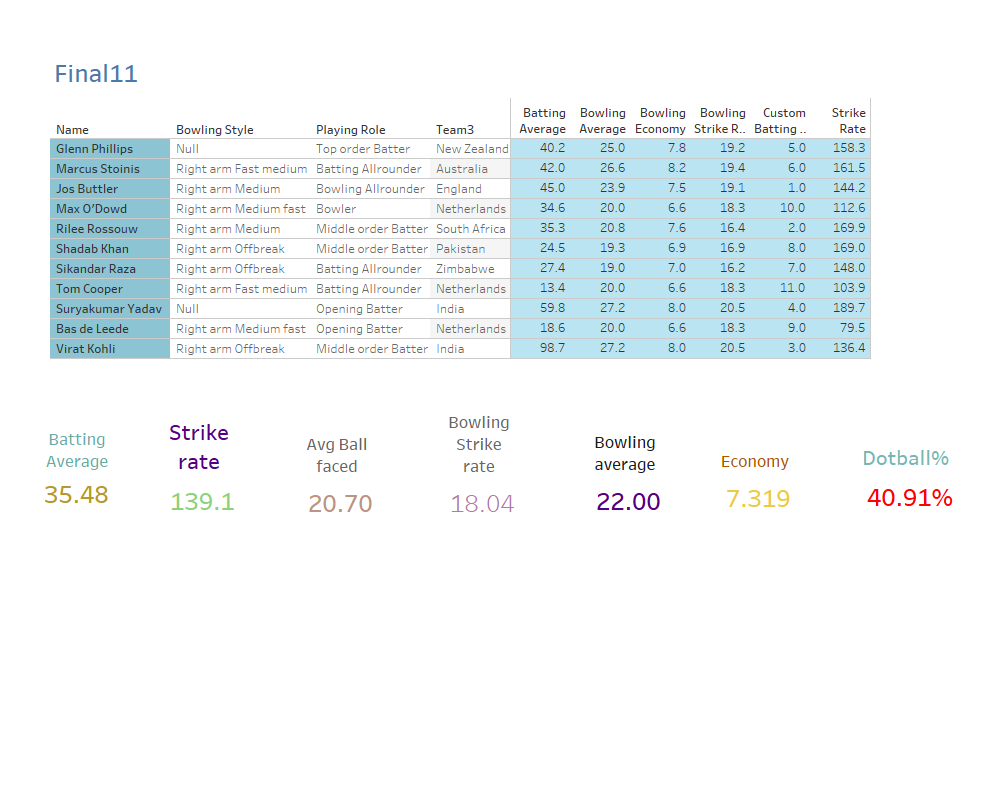 Final11
Name Bowling Style Playing Role Team3 Batting Average Bowling Average Bowling Economy Bowling Strike R.. Custom Batting .. Strike Rate
Glenn Phillips Null Top order Batter New Zealand 40.2 25.0 7.8 19.2 5.0 158.3
Marcus Stoinis Right arm Fast medium Batting Allrounder Australia 42.0 26.6 8.2 19.4 6.0 161.5
Jos Buttler Right arm Medium Bowling Allrounder England 45.0 23.9 7.5 19.1 1.0 144.2
Max O’Dowd Right arm Medium fast Bowler Netherlands 34.6 20.0 6.6 18.3 10.0 112.6
Rilee Rossouw Right arm Medium Middle order Batter South Africa 35.3 20.8 7.6 16.4 2.0 169.9
Shadab Khan Right arm Offbreak Middle order Batter Pakistan 24.5 19.3 6.9 16.9 8.0 169.0
Sikandar Raza Right arm Offbreak Batting Allrounder Zimbabwe 27.4 19.0 7.0 16.2 7.0 148.0
Tom Cooper Right arm Fast medium Batting Allrounder Netherlands 13.4 20.0 6.6 18.3 11.0 103.9
Suryakumar Yadav Null Opening Batter India 59.8 27.2 8.0 20.5 4.0 189.7
Bas de Leede Right arm Medium fast Opening Batter Netherlands 18.6 20.0 6.6 18.3 9.0 79.5
Virat Kohli Right arm Offbreak Middle order Batter India 98.7 27.2 8.0 20.5 3.0 136.4
Batting
Average
35.48
Strike
rate
139.1
Avg Ball
faced
20.70
Bowling
Strike
rate
18.04
Bowling
average
22.00
Economy
7.319
Dotball%
40.91%